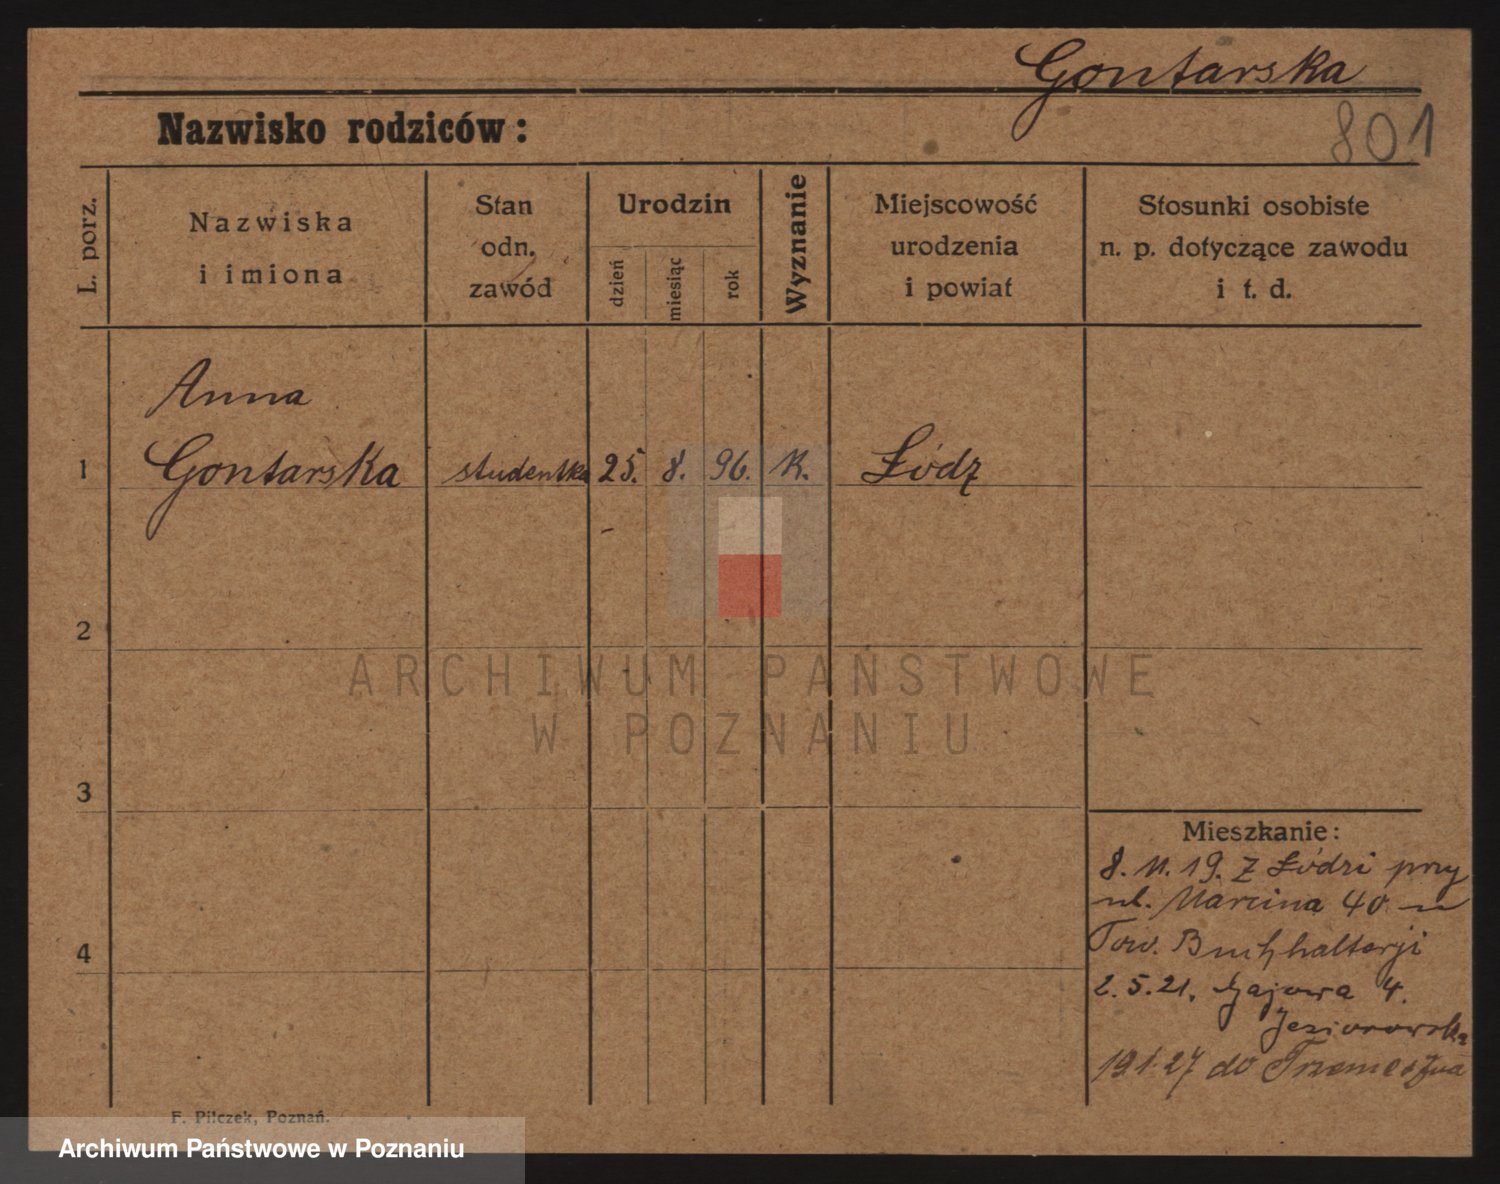 Gontarska
801
Nazwisko rodziców:
L. porz.
Nazwiska
i imiona
Stan
odn.
zawód
Urodzin
dzień
miesiąc
rok
Wyznanie
Miejscowość
urodzenia
i powiat
Stosunki osobiste
n. p. dotyczące zawodu
i t. d.
Anna
1 Gontarska studentka 25. 8. 96. K. Łódz
2
ARCHIWUM PAŃSTWOWE
W POZNANIU
3
Mieszkanie:
8. 11. 19. z Łódzi przy
ul. Marcina 40
4
Tow. Buchhalterji
2. 5. 21. Gajowa 4.
Jeziorowska
19 1. 27 do Trzemeszna
F. Pilczek, Poznań.
Archiwum Państwowe w Poznaniu